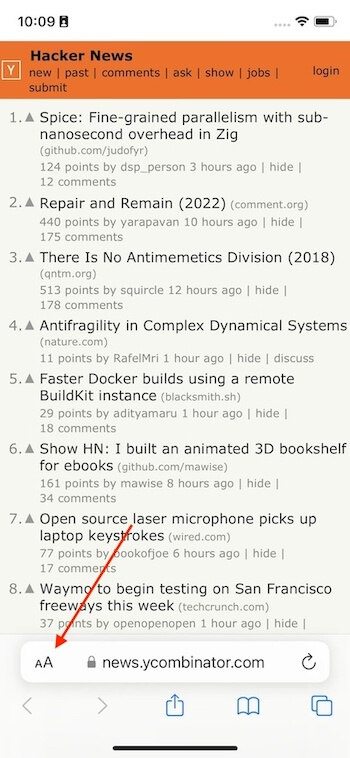 10:09
Y
Hacker News
new | past | comments | ask | show | jobs |
submit
login
1. Spice: Fine-grained parallelism with sub-
nanosecond overhead in Zig
(github.com/judofyr)
124 points by dsp_person 3 hours ago | hide |
12 comments
2. Repair and Remain (2022) (comment.org)
440 points by yarapavan 10 hours ago | hide |
175 comments
3. There Is No Antimemetics Division (2018)
(qntm.org)
513 points by squircle 12 hours ago | hide |
178 comments
4. Antifragility in Complex Dynamical Systems
(nature.com)
11 points by RafelMri 1 hour ago | hide | discuss
5. Faster Docker builds using a remote
BuildKit instance (blacksmith.sh)
29 points by adityamaru 1 hour ago | hide |
18 comments
6. Show HN: I built an animated 3D bookshelf
for ebooks (github.com/mawise)
161 points by mawise 8 hours ago | hide |
34 comments
7. Open source laser microphone picks up
laptop keystrokes (wired.com)
77 points by bookofjoe 6 hours ago | hide |
17 comments
8. Waymo to begin testing on San Francisco
freeways this week (techcrunch.com)
37 points by openopenopen 1 hour ago | hide |
AA
news.ycombinator.com